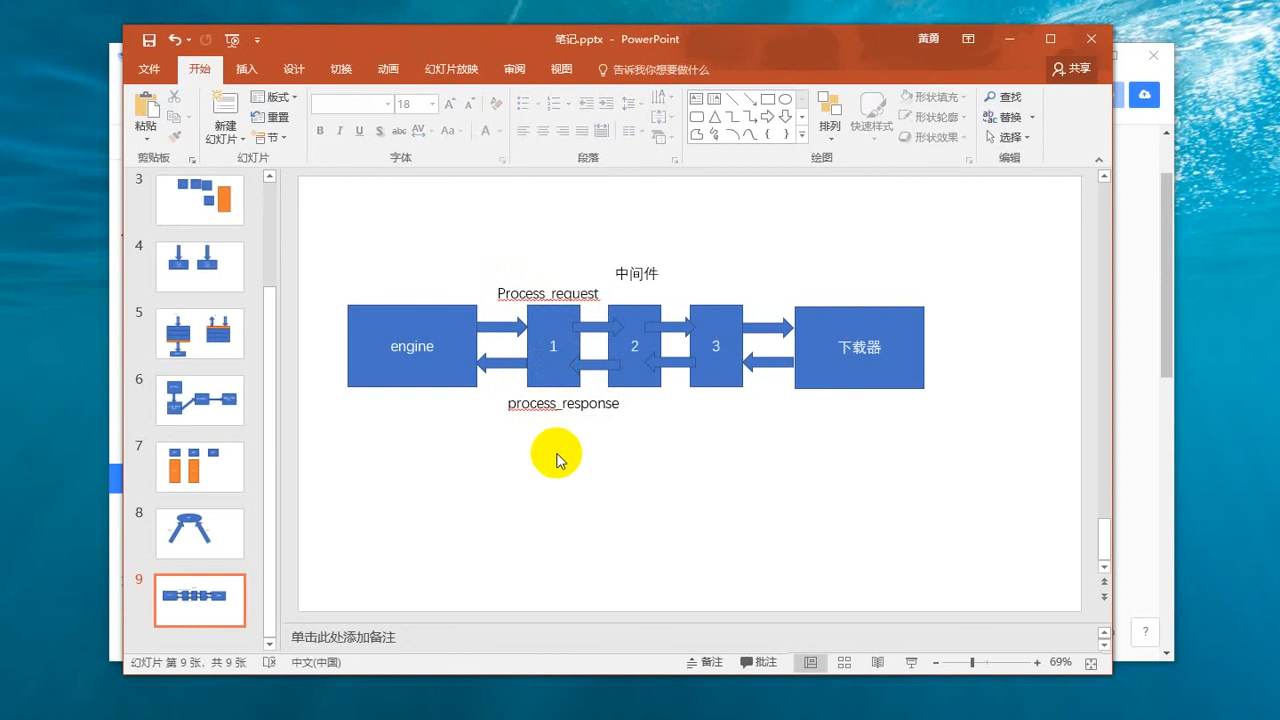 笔记.pptx - PowerPoint
黄勇
文件 开始 插入 设计 切换 动画 幻灯片放映 审阅 视图 告诉我你想要做什么 共享
粘贴
剪贴板
新建
幻灯片
版式
重置
节
幻灯片
18
B I U S abc AV Aa A
字体
段落
排列
快速样式
形状填充
形状轮廓
形状效果
绘图
查找
替换
选择
编辑
3
4
5
6
7
8
9
中间件
Process_request
engine
1
2
3
下载器
process_response
单击此处添加备注
幻灯片 第 9 张，共 9 张
中文(中国)
备注
批注
69%
?